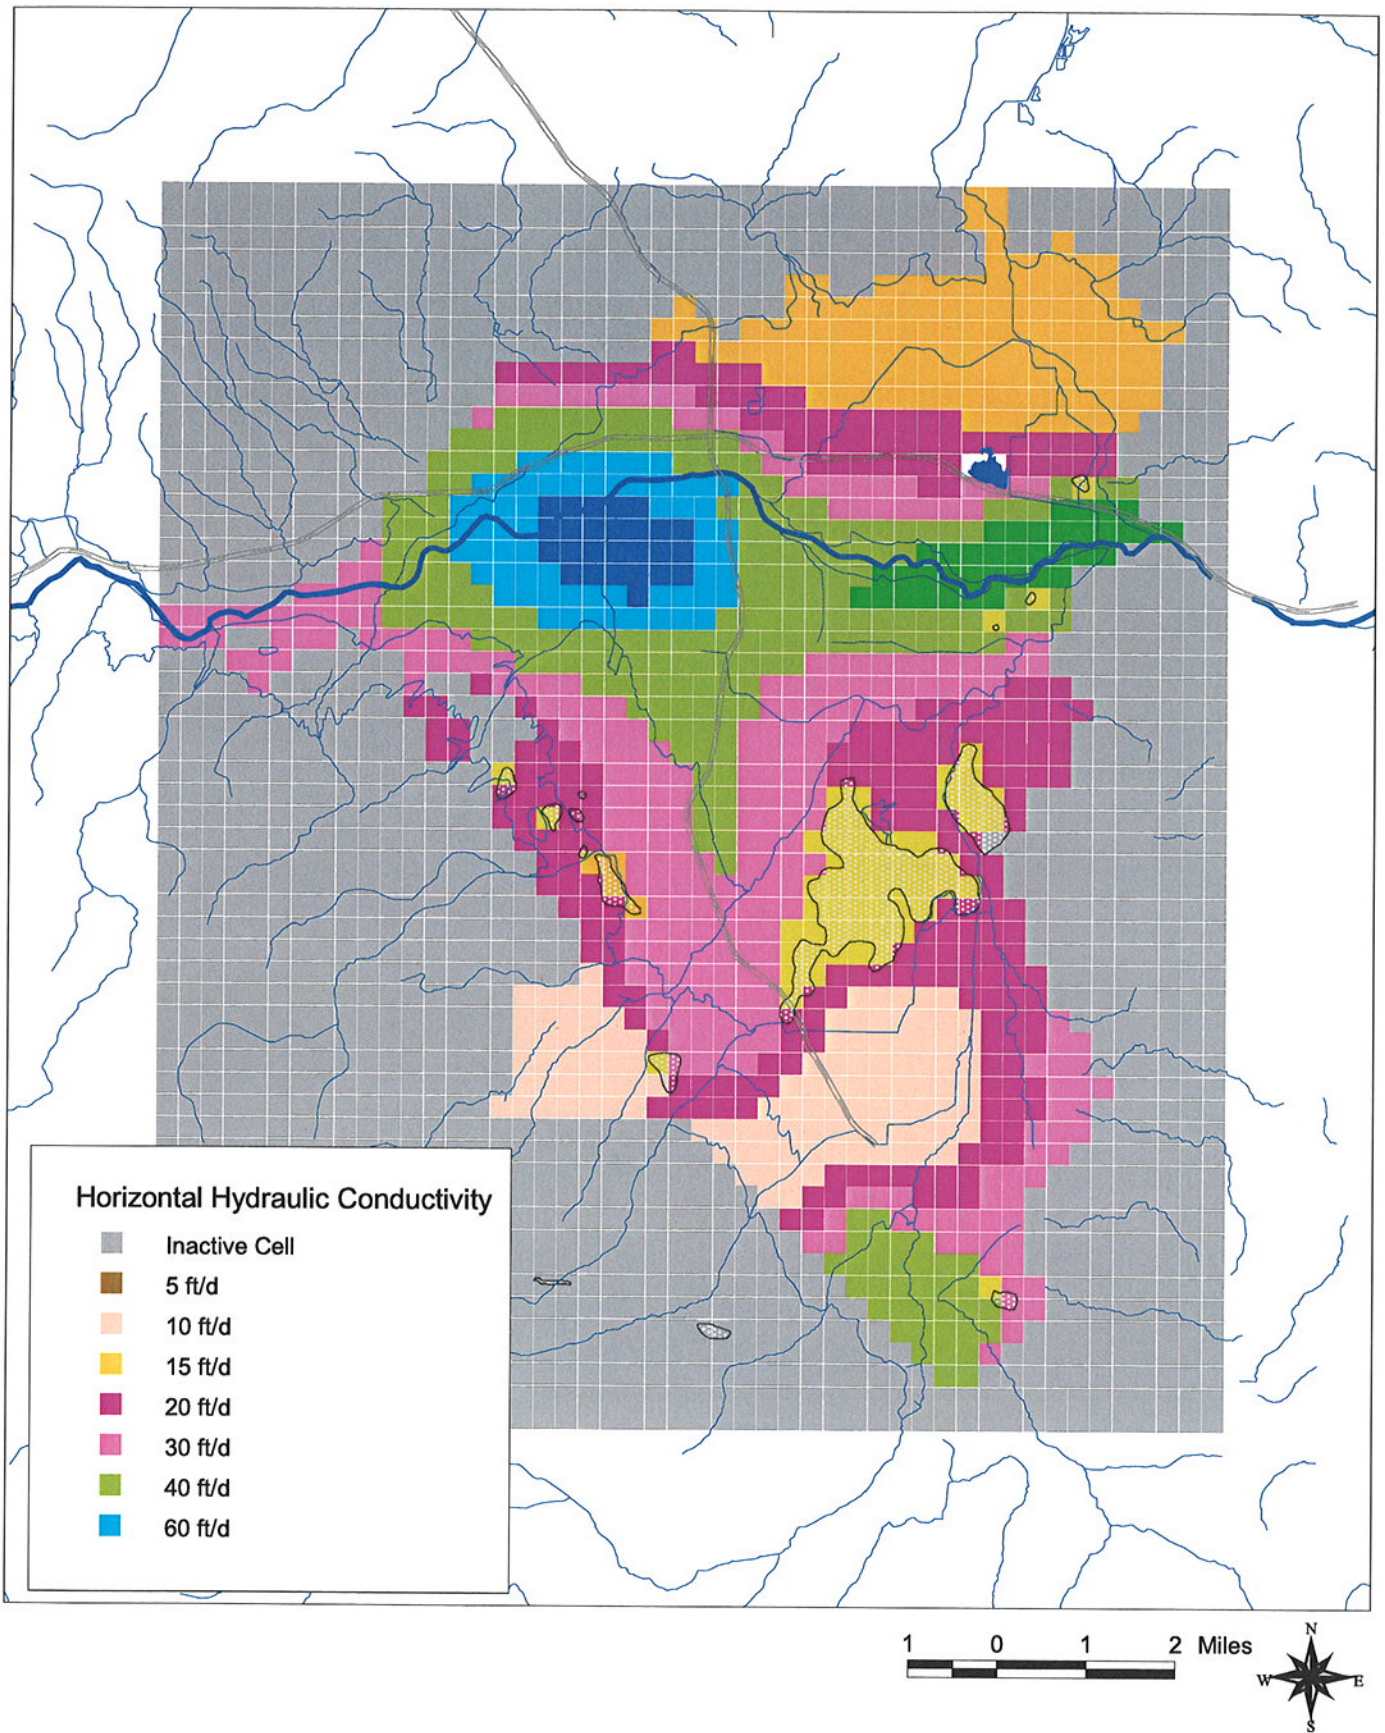 Horizontal Hydraulic Conductivity
Inactive Cell
5 ft/d
10 ft/d
15 ft/d
20 ft/d
30 ft/d
40 ft/d
60 ft/d
1 0 1 2 Miles
N
W E
S